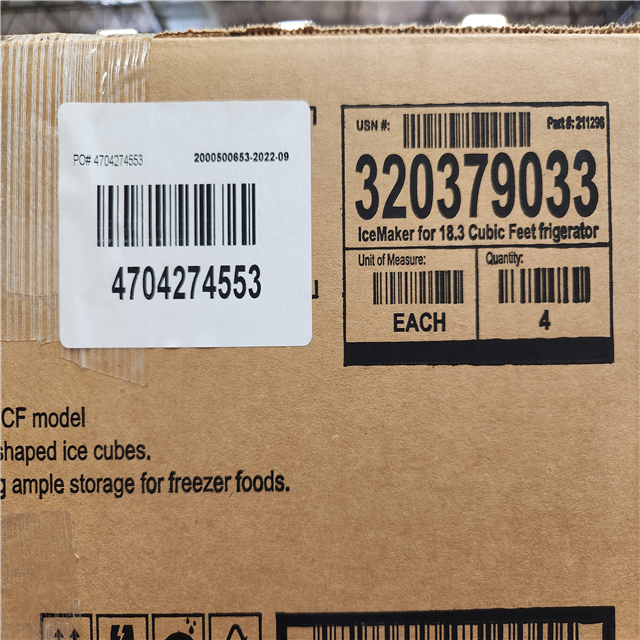 PO# 4704274553 2000500653-2022-09
4704274553
USN #: Part #: 211296
320379033
IceMaker for 18.3 Cubic Feet frigerator
Unit of Measure: Quantity:
EACH 4
CF model
shaped ice cubes.
g ample storage for freezer foods.